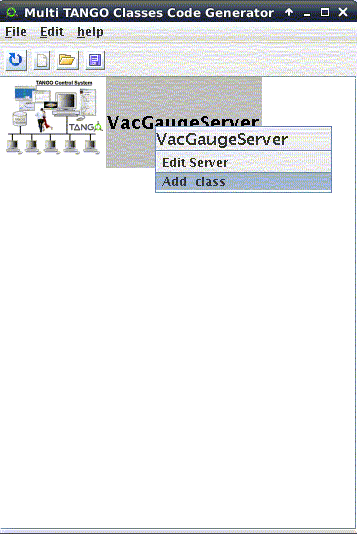 Multi TANGO Classes Code Generator
File Edit help
TANGO Control System
TANGO
VacGaugeServer
VacGaugeServer
Edit Server
Add class